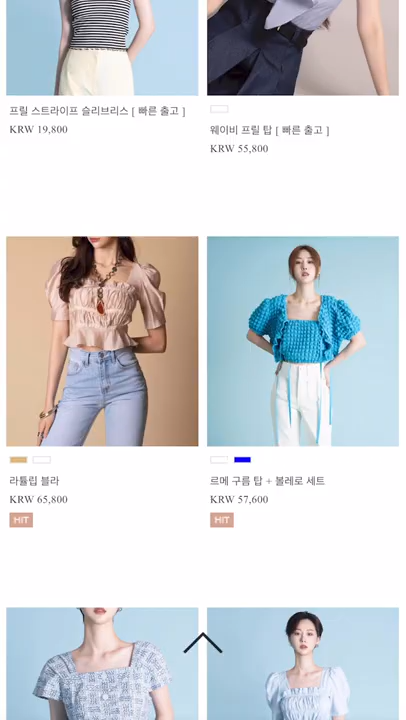 프릴 스트라이프 슬리브리스 [ 빠른 출고 ]
KRW 19,800
웨이비 프릴 탑 [ 빠른 출고 ]
KRW 55,800
라튤립 블라
KRW 65,800
HIT
르메 구름 탑 + 볼레로 세트
KRW 57,600
HIT